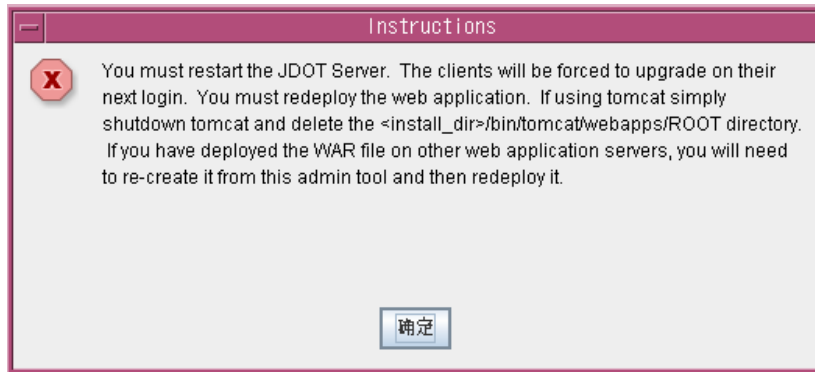 Instructions
You must restart the JDOT Server.  The clients will be forced to upgrade on their
next login.  You must redeploy the web application.  If using tomcat simply
shutdown tomcat and delete the <install_dir>/bin/tomcat/webapps/ROOT directory.
If you have deployed the WAR file on other web application servers, you will need
to re-create it from this admin tool and then redeploy it.
确定